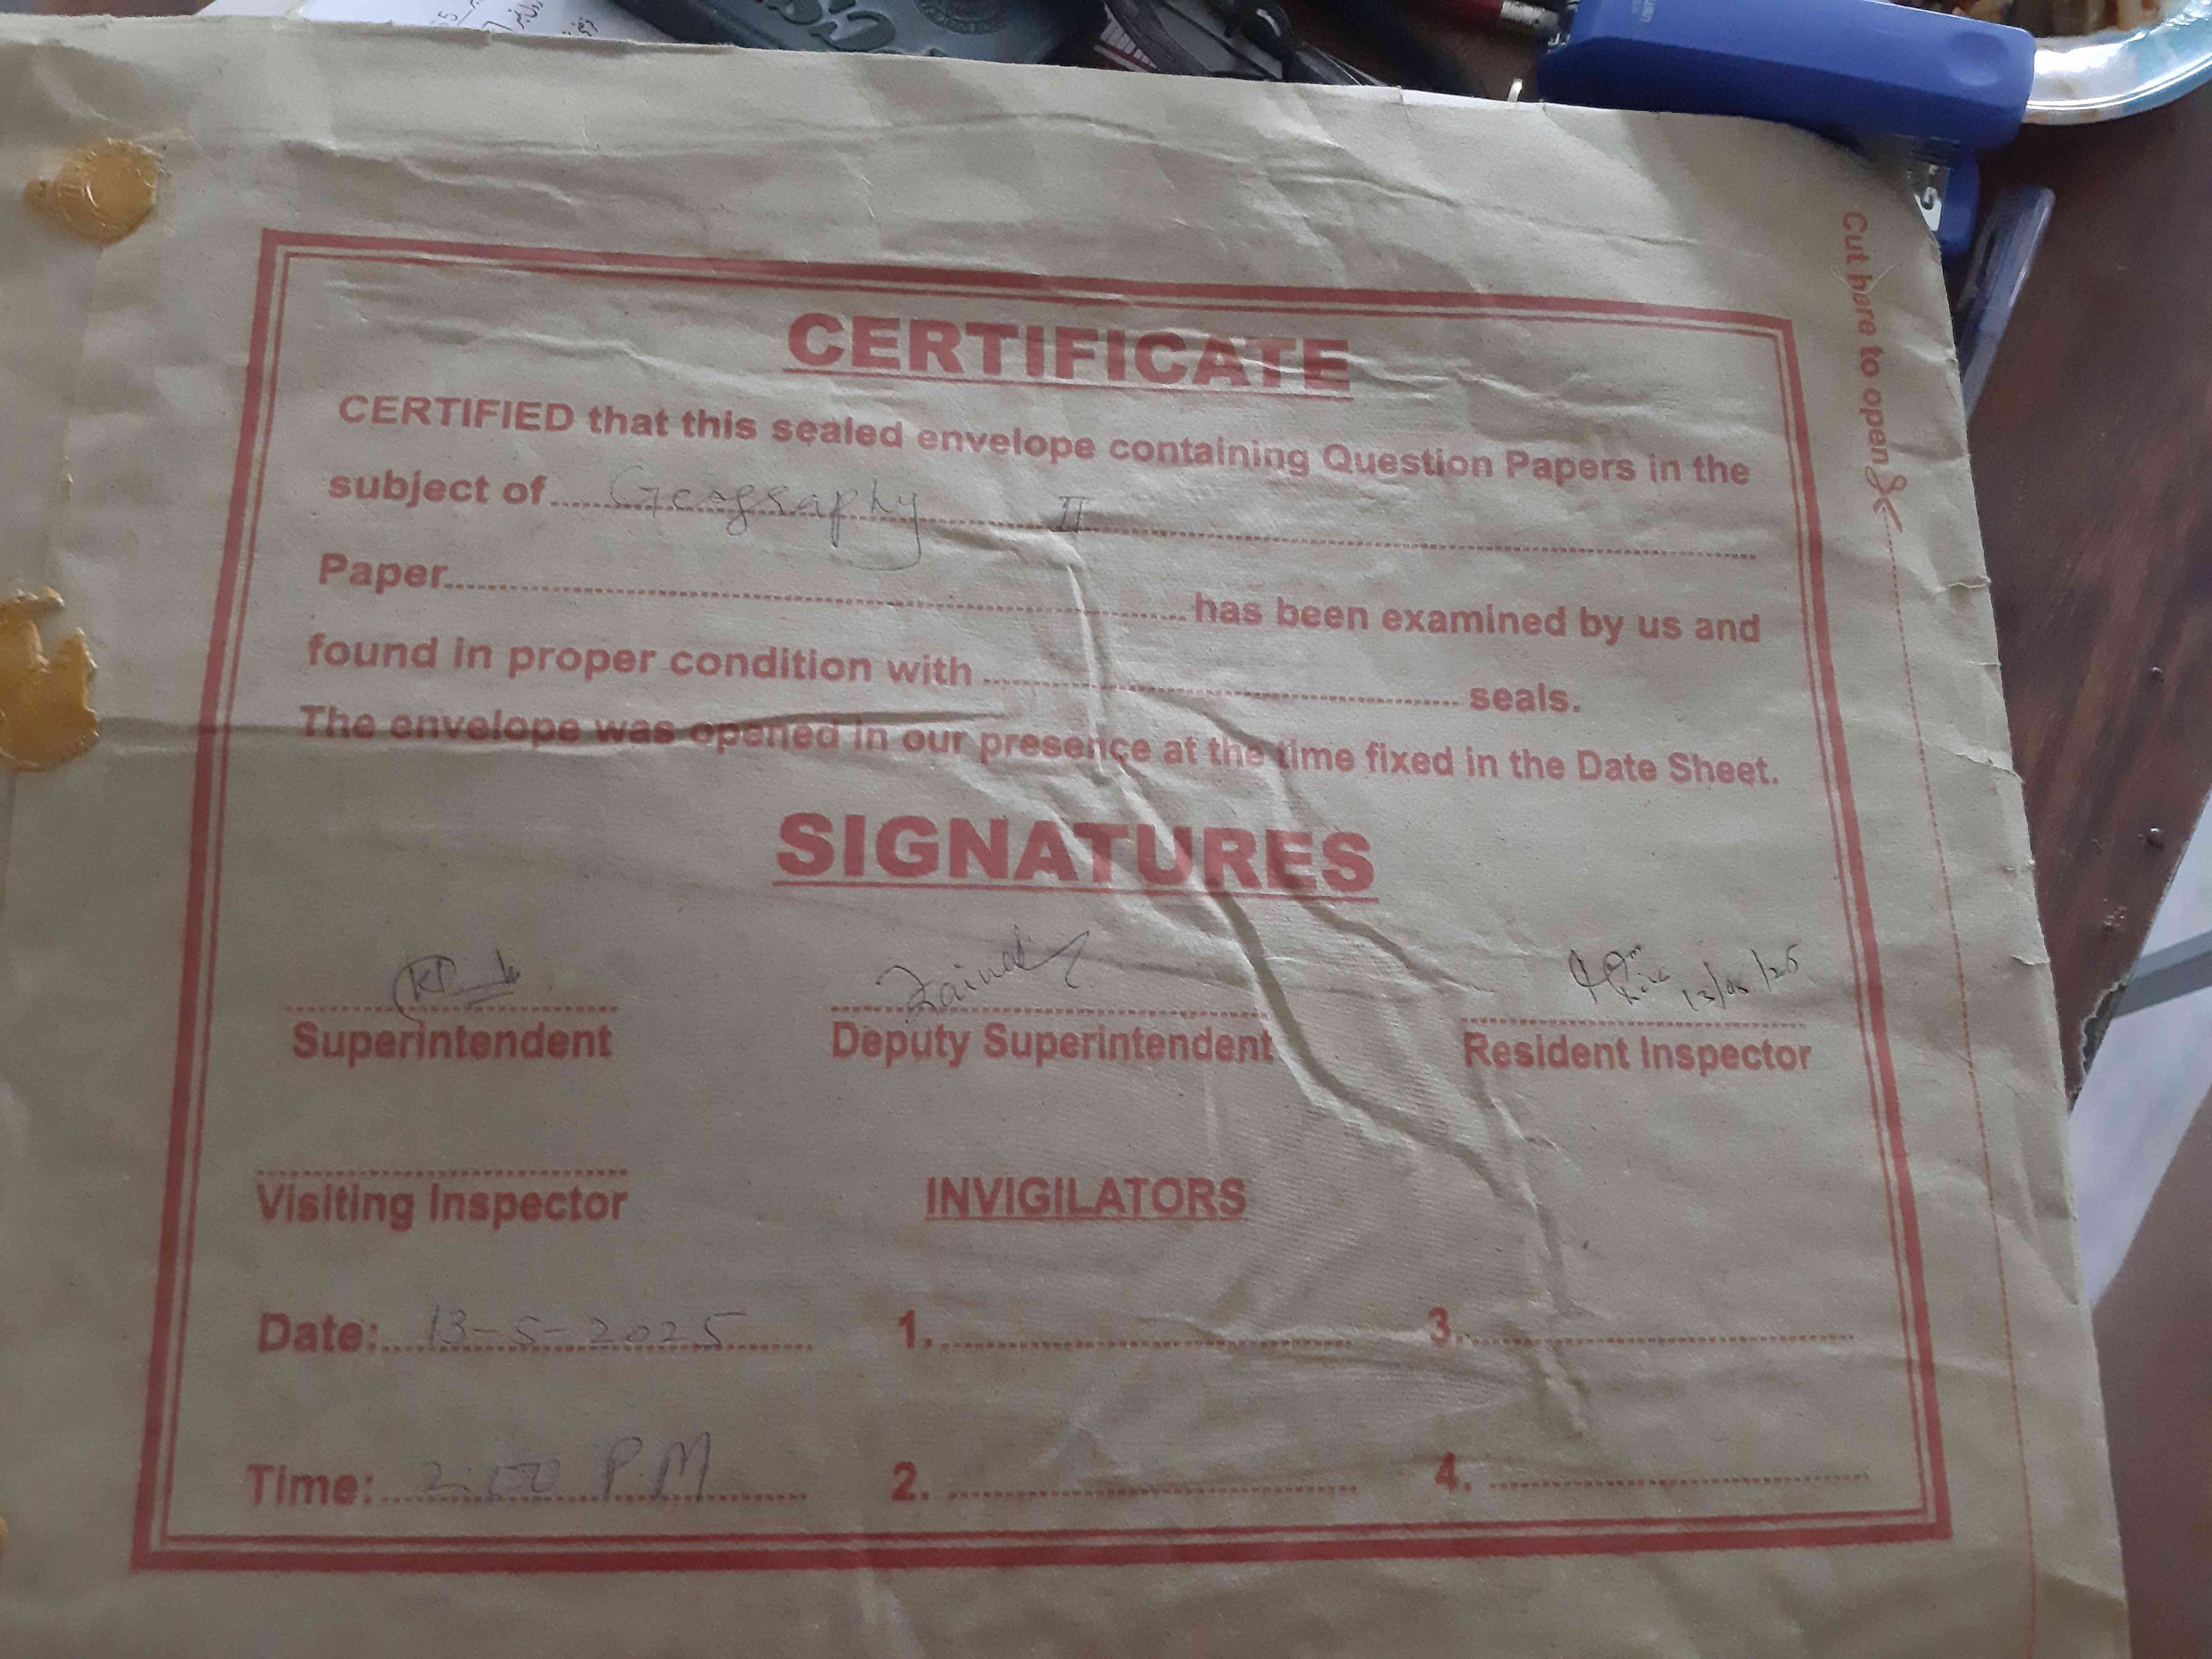 CERTIFICATE
CERTIFIED that this sealed envelope containing Question Papers in the
subject of Geography II
Paper has been examined by us and
found in proper condition with seals.
The envelope was opened in our presence at the time fixed in the Date Sheet.
SIGNATURES
13/05/25
Superintendent Deputy Superintendent Resident Inspector
Visiting Inspector INVIGILATORS
Date: 13-5-2025 1. 3.
Time: 2:00 P.M 2. 4.
Cut here to open